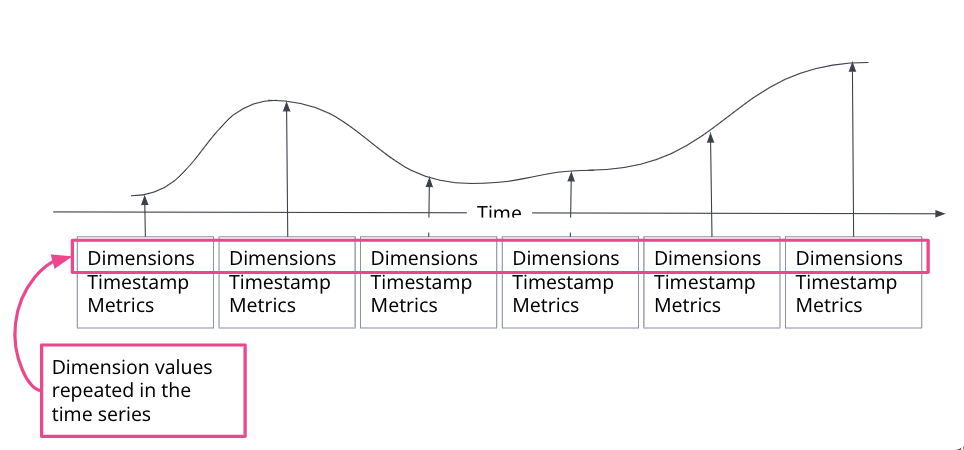 Time
Dimensions Dimensions Dimensions Dimensions Dimensions Dimensions
Timestamp Timestamp Timestamp Timestamp Timestamp Timestamp
Metrics Metrics Metrics Metrics Metrics Metrics
Dimension values
repeated in the
time series